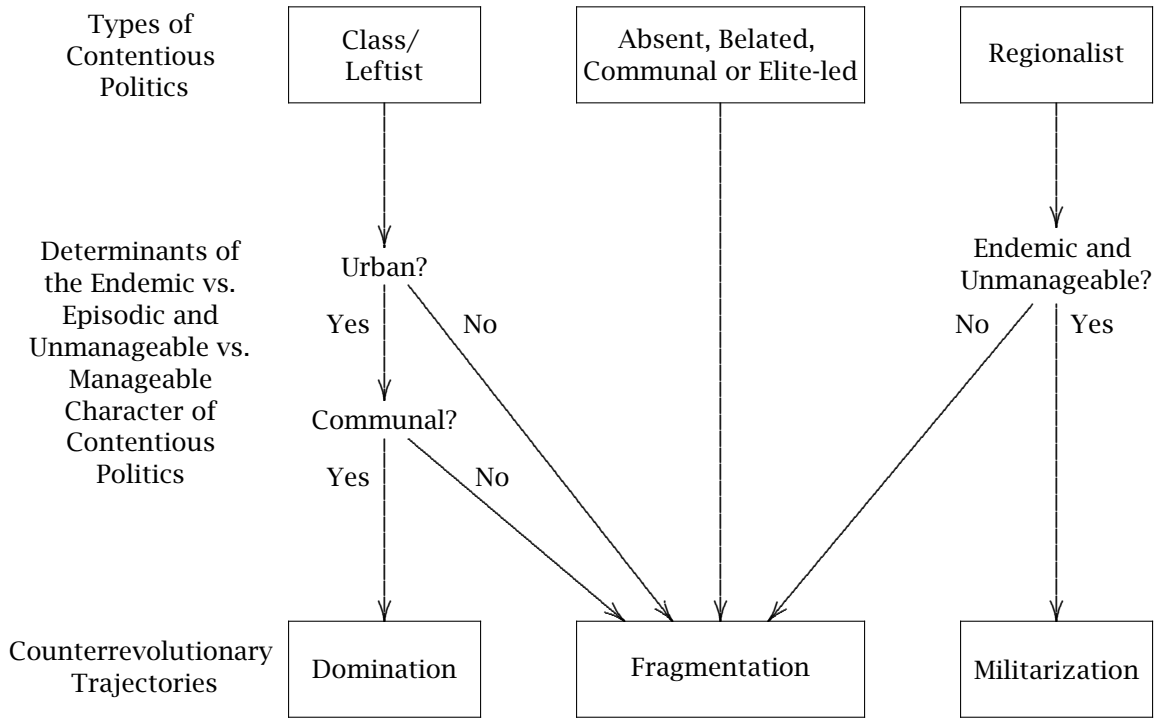 Types of
Contentious
Politics
Class/
Leftist
Absent, Belated,
Communal or Elite-led
Regionalist
Determinants of
the Endemic vs.
Episodic and
Unmanageable vs.
Manageable
Character of
Contentious
Politics
Urban?
Yes
No
Communal?
Yes
No
Endemic and
Unmanageable?
No
Yes
Counterrevolutionary
Trajectories
Domination
Fragmentation
Militarization